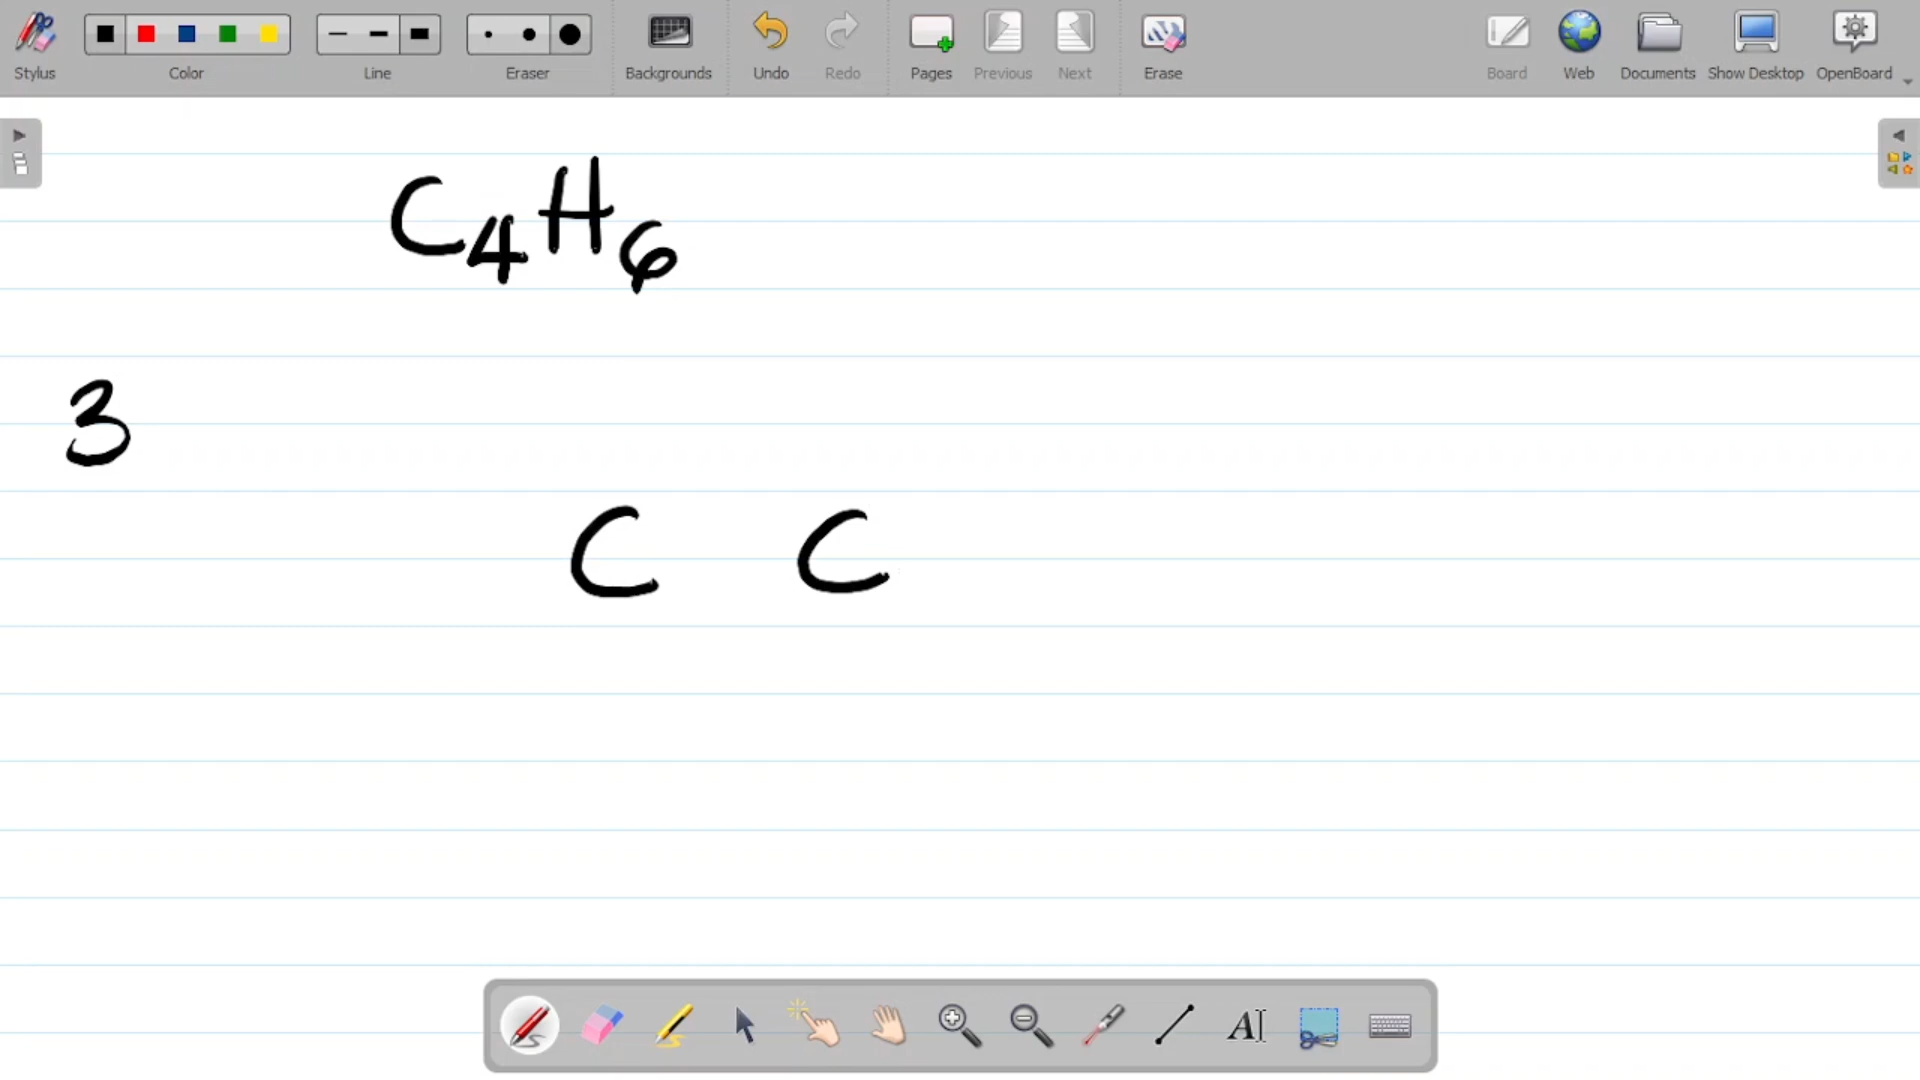 Stylus Color Line Eraser Backgrounds Undo Redo Pages Previous Next Erase Board Web Documents Show Desktop OpenBoard
C₄H₆
3
C C
A